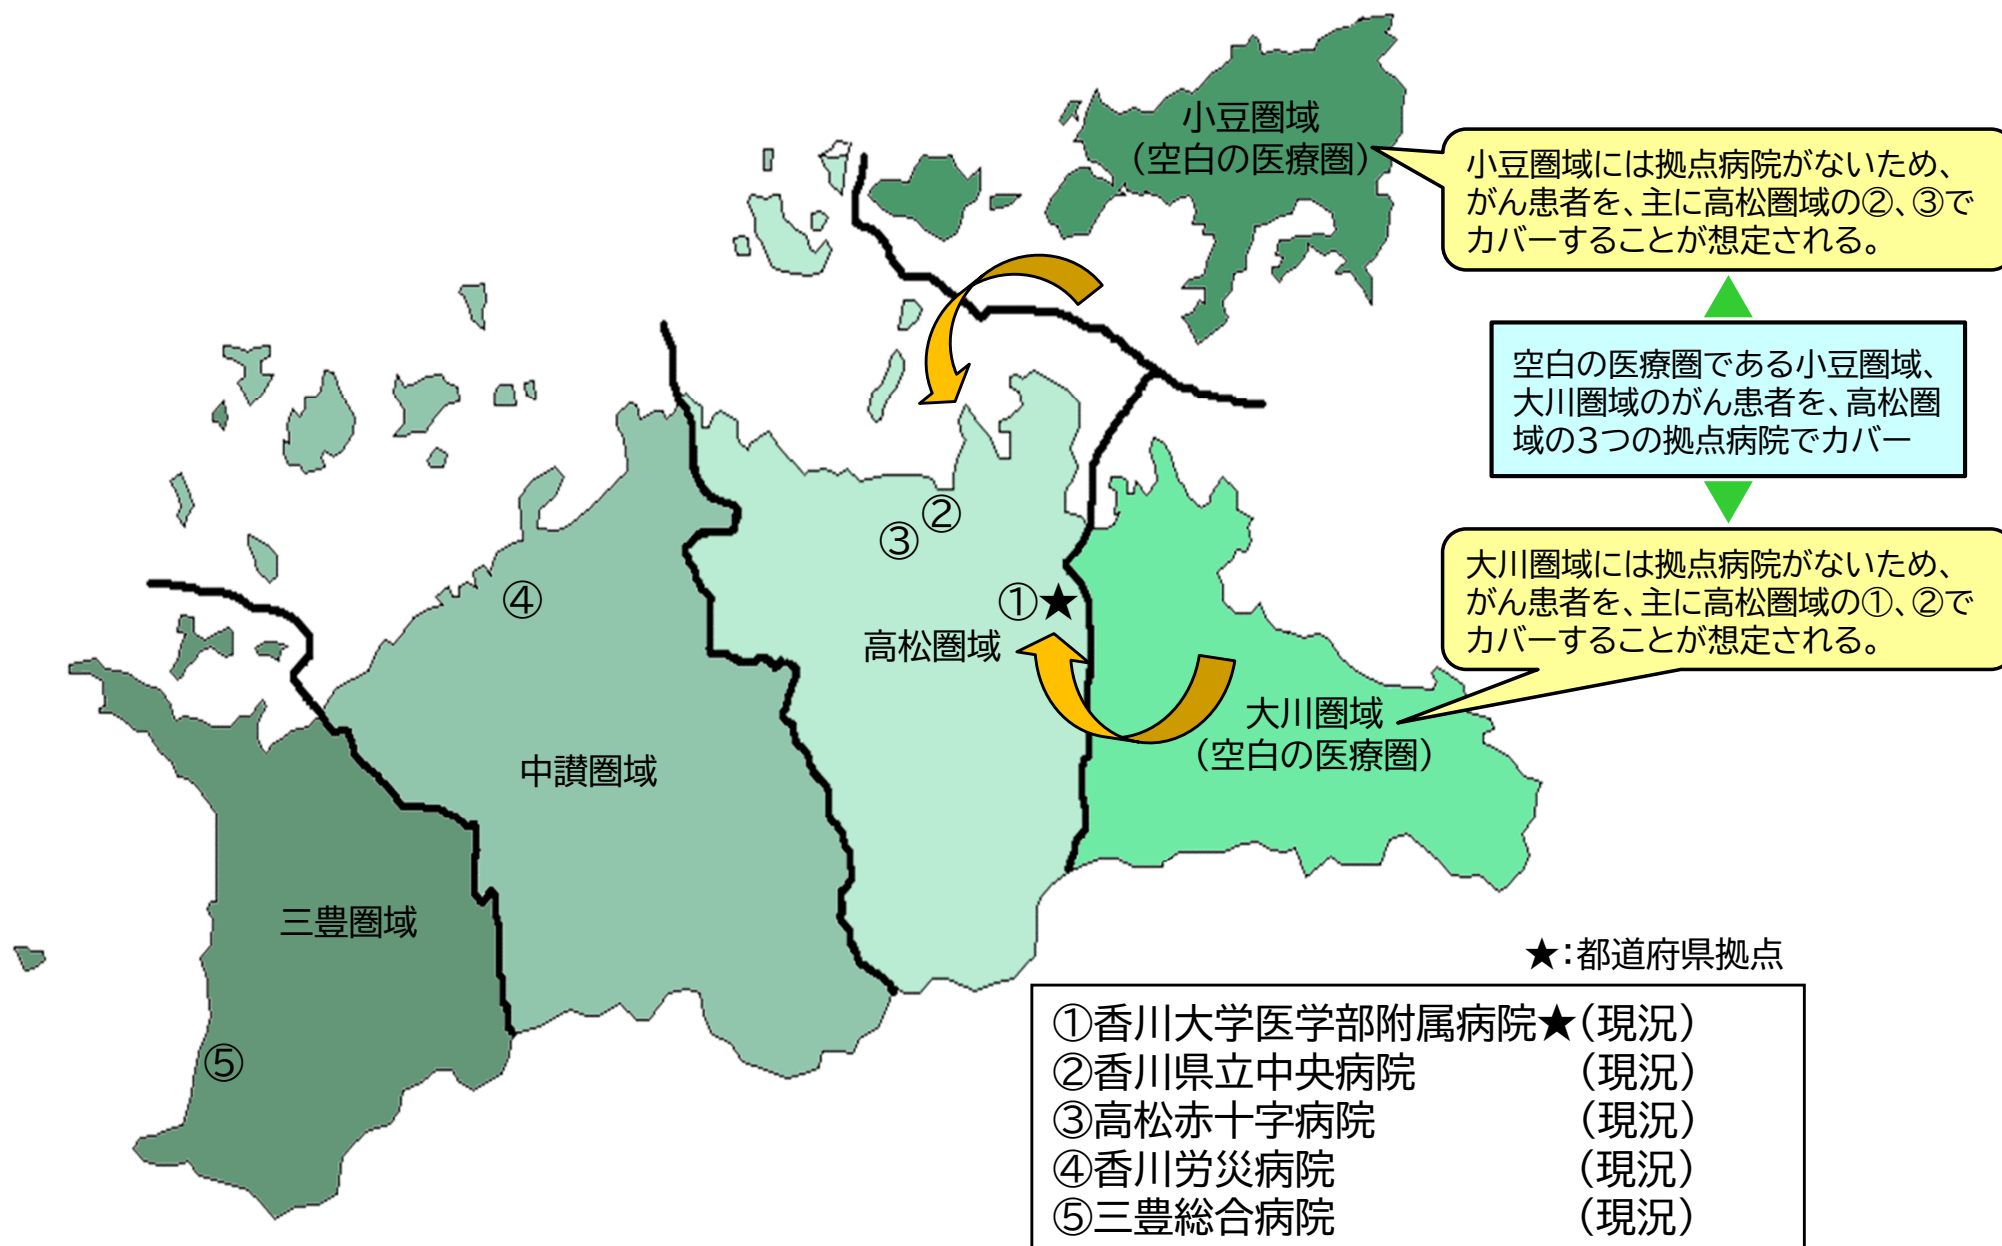 小豆圏域
（空白の医療圏）
小豆圏域には拠点病院がないため、
がん患者を、主に高松圏域の②、③で
カバーすることが想定される。
空白の医療圏である小豆圏域、
大川圏域のがん患者を、高松圏
域の3つの拠点病院でカバー
大川圏域には拠点病院がないため、
がん患者を、主に高松圏域の①、②で
カバーすることが想定される。
②
③
④
①★
高松圏域
大川圏域
（空白の医療圏）
中讃圏域
三豊圏域
⑤
★：都道府県拠点
①香川大学医学部附属病院★（現況）
②香川県立中央病院（現況）
③高松赤十字病院（現況）
④香川労災病院（現況）
⑤三豊総合病院（現況）